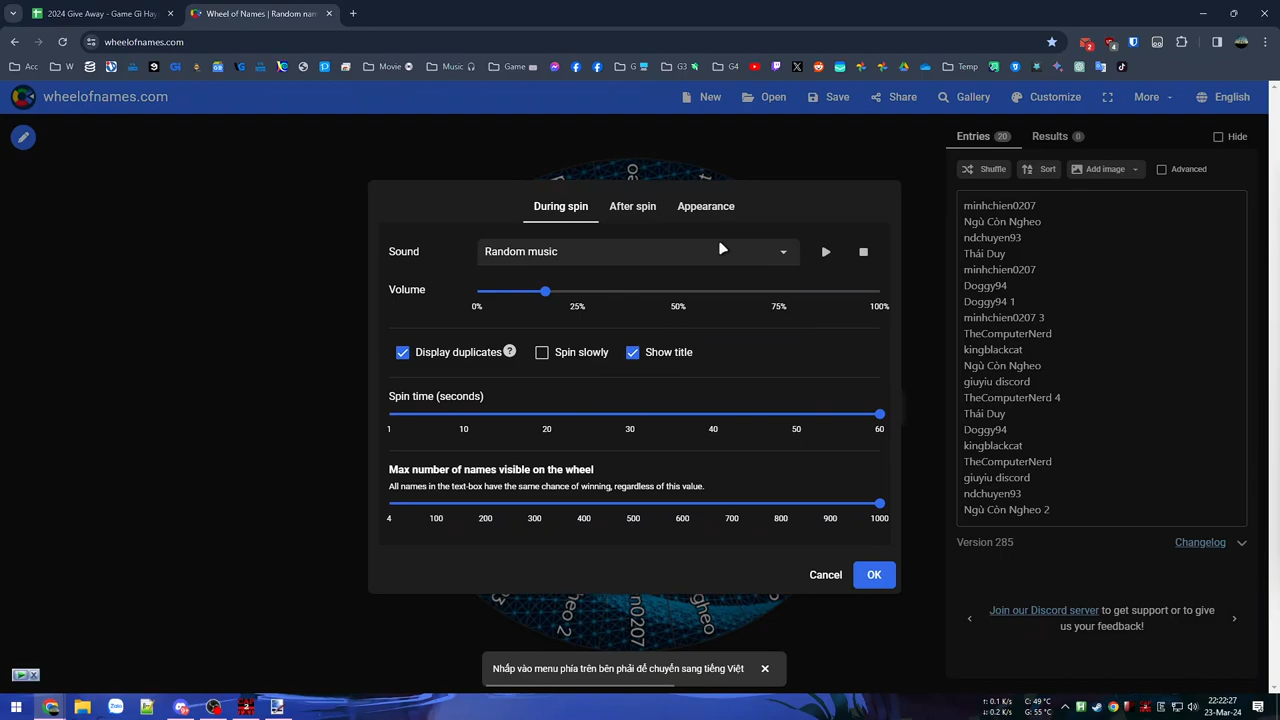 2024 Give Away - Game GI Hay
Wheel of Names | Random nam
wheelofnames.com
Acc
W
Movie
Music
Game
G
G3
G4
Temp
wheelofnames.com
New
Open
Save
Share
Gallery
Customize
More
English
Entries 20
Results 0
Hide
Shuffle
Sort
Add image
Advanced
minhchien0207
Ngù Còn Ngheo
ndchuyen93
Thái Duy
minhchien0207
Doggy94
Doggy94 1
minhchien0207 3
TheComputerNerd
kingblackcat
Ngù Còn Ngheo
giuyiu discord
TheComputerNerd 4
Thái Duy
Doggy94
kingblackcat
TheComputerNerd
giuyiu discord
ndchuyen93
Ngù Còn Ngheo 2
Version 285
Changelog
Join our Discord server to get support or to give
us your feedback!
During spin
After spin
Appearance
Sound
Random music
Volume
0%
25%
50%
75%
100%
Display duplicates
Spin slowly
Show title
Spin time (seconds)
1
10
20
30
40
50
60
Max number of names visible on the wheel
All names in the text-box have the same chance of winning, regardless of this value.
4
100
200
300
400
500
600
700
800
900
1000
Cancel
OK
Nhấp vào menu phía trên bên phải để chuyển sang tiếng Việt
↑: 0.1 K/s
↓: 0.2 K/s
C: 49 °C
G: 55 °C
22:22:27
23-Mar-24